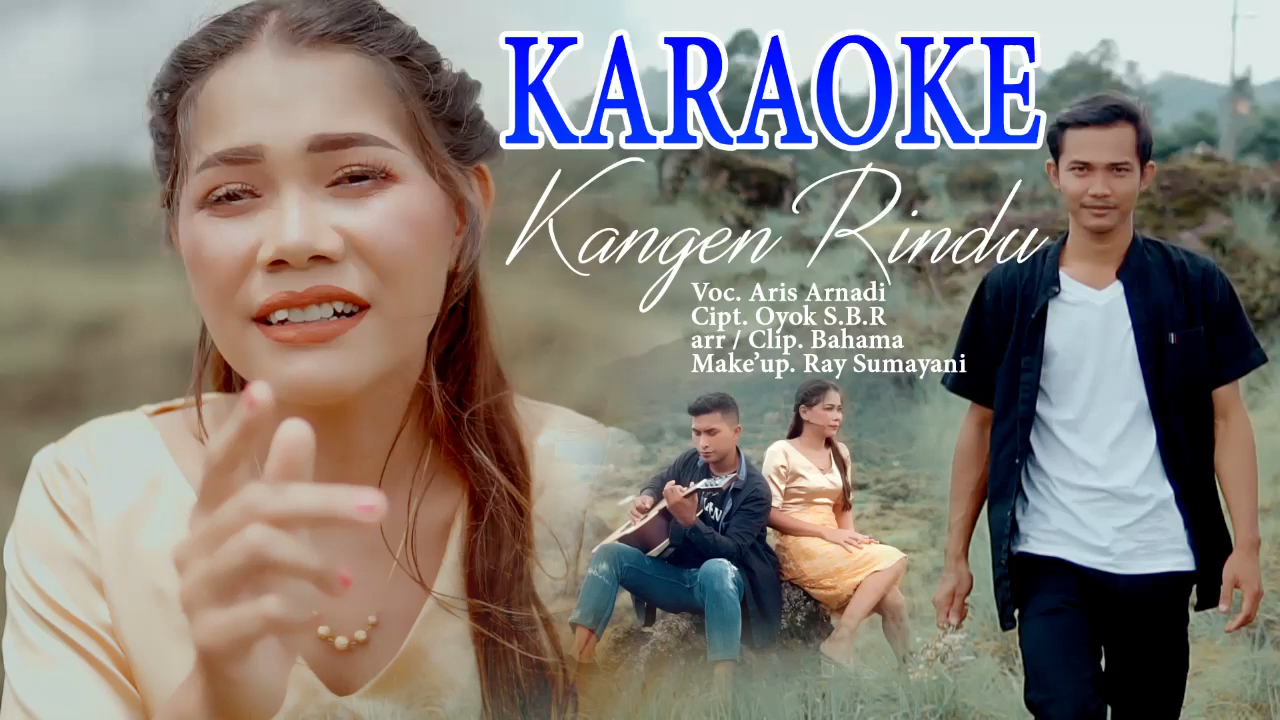 KARAOKE
Kangen Rindu
Voc. Aris Arnadi
Cipt. Oyok S.B.R
arr / Clip. Bahama
Make'up. Ray Sumayani